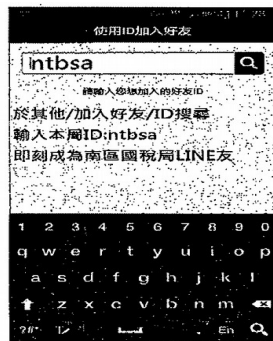 使用ID加入好友
ntbsa
請輸入您想加入的好友ID
於其他/加入好友/ID搜尋
輸入本局ID:ntbsa
即刻成為南區國稅局LINE友
1 2 3 4 5 6 7 8 9 0
q w e r t y u i o p
a s d f g h j k l
z x c v b n m
?#* En